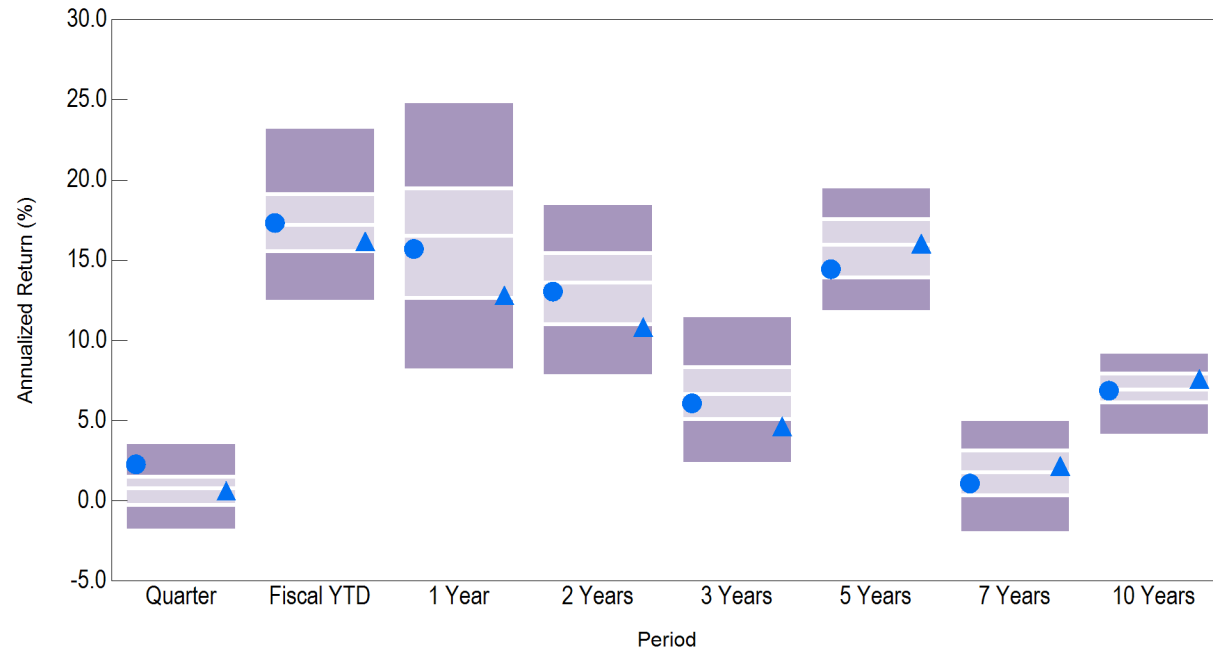 30.0
25.0
20.0
15.0
10.0
5.0
0.0
-5.0
Annualized Return (%)
Quarter Fiscal YTD 1 Year 2 Years 3 Years 5 Years 7 Years 10 Years
Period